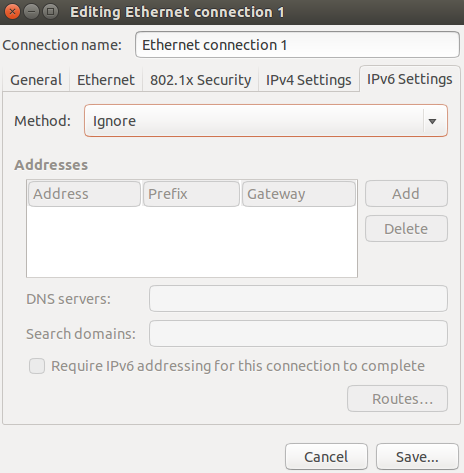 Editing Ethernet connection 1
Connection name: Ethernet connection 1
General Ethernet 802.1x Security IPv4 Settings IPv6 Settings
Method: Ignore
Addresses
Address Prefix Gateway Add
Delete
DNS servers:
Search domains:
Require IPv6 addressing for this connection to complete
Routes...
Cancel Save...